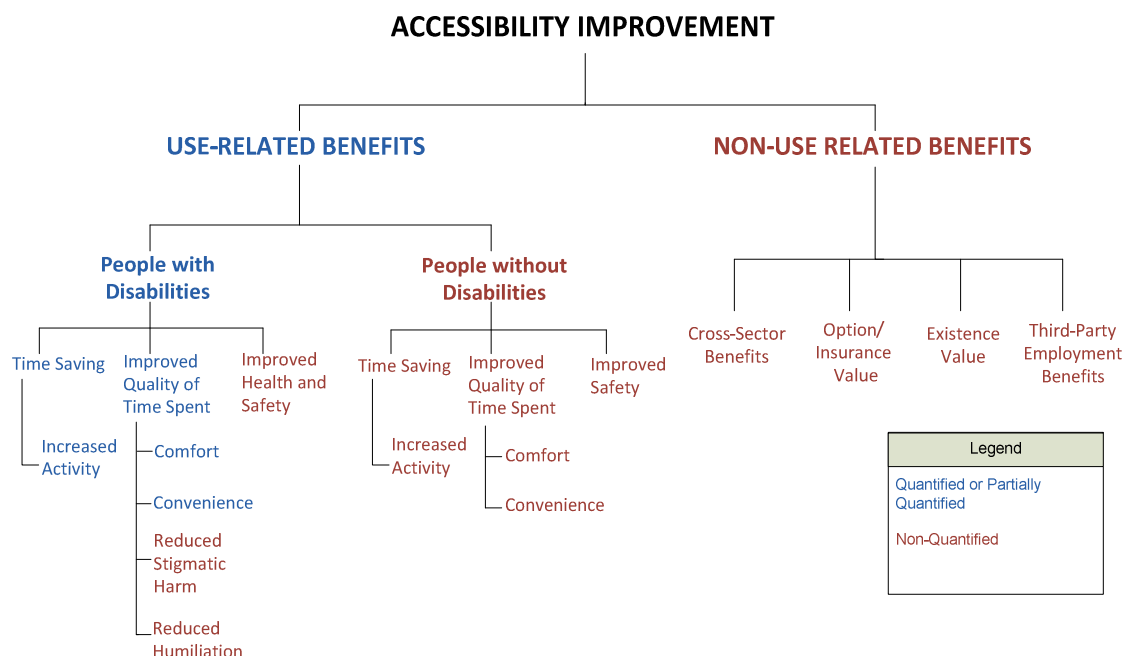 ACCESSIBILITY IMPROVEMENT
USE-RELATED BENEFITS
NON-USE RELATED BENEFITS
People with
Disabilities
People without
Disabilities
Time Saving
Increased
Activity
Improved
Quality of
Time Spent
Comfort
Convenience
Reduced
Stigmatic
Harm
Reduced
Humiliation
Improved
Health and
Safety
Time Saving
Increased
Activity
Improved
Quality of
Time Spent
Comfort
Convenience
Improved
Safety
Cross-Sector
Benefits
Option/
Insurance
Value
Existence
Value
Third-Party
Employment
Benefits
Legend
Quantified or Partially
Quantified
Non-Quantified